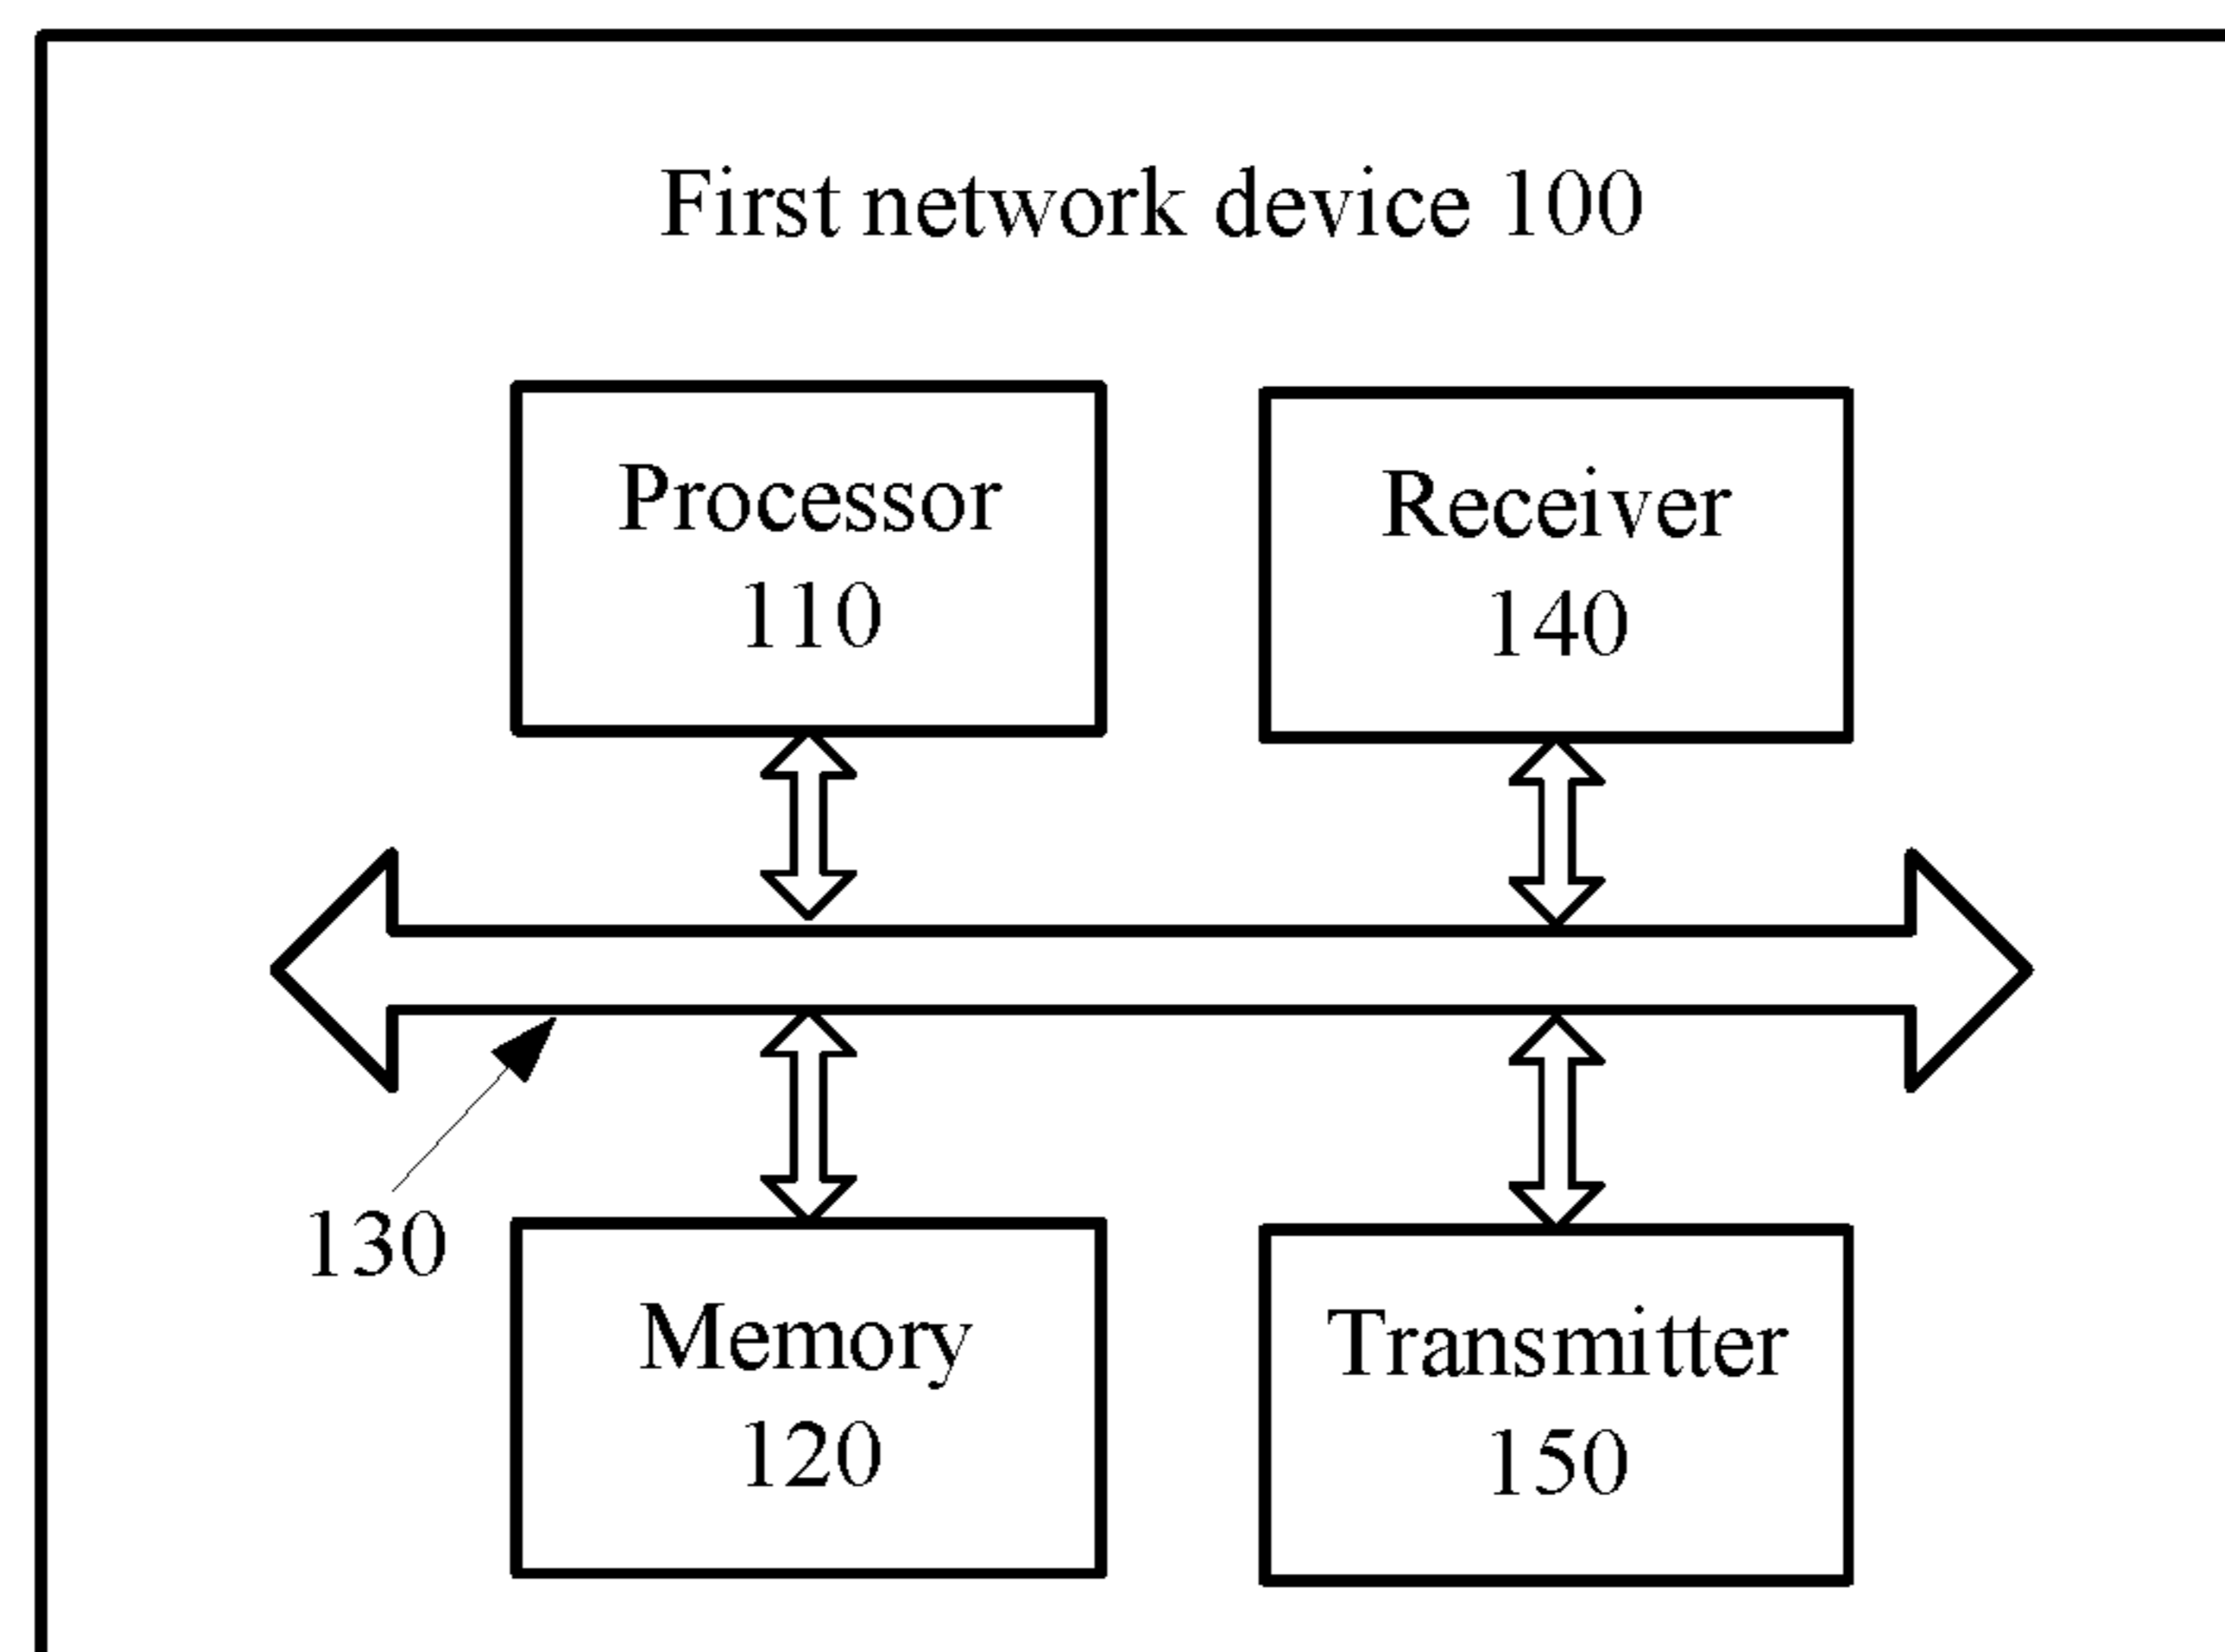 First network device 100
Processor
110
Receiver
140
130
Memory
120
Transmitter
150